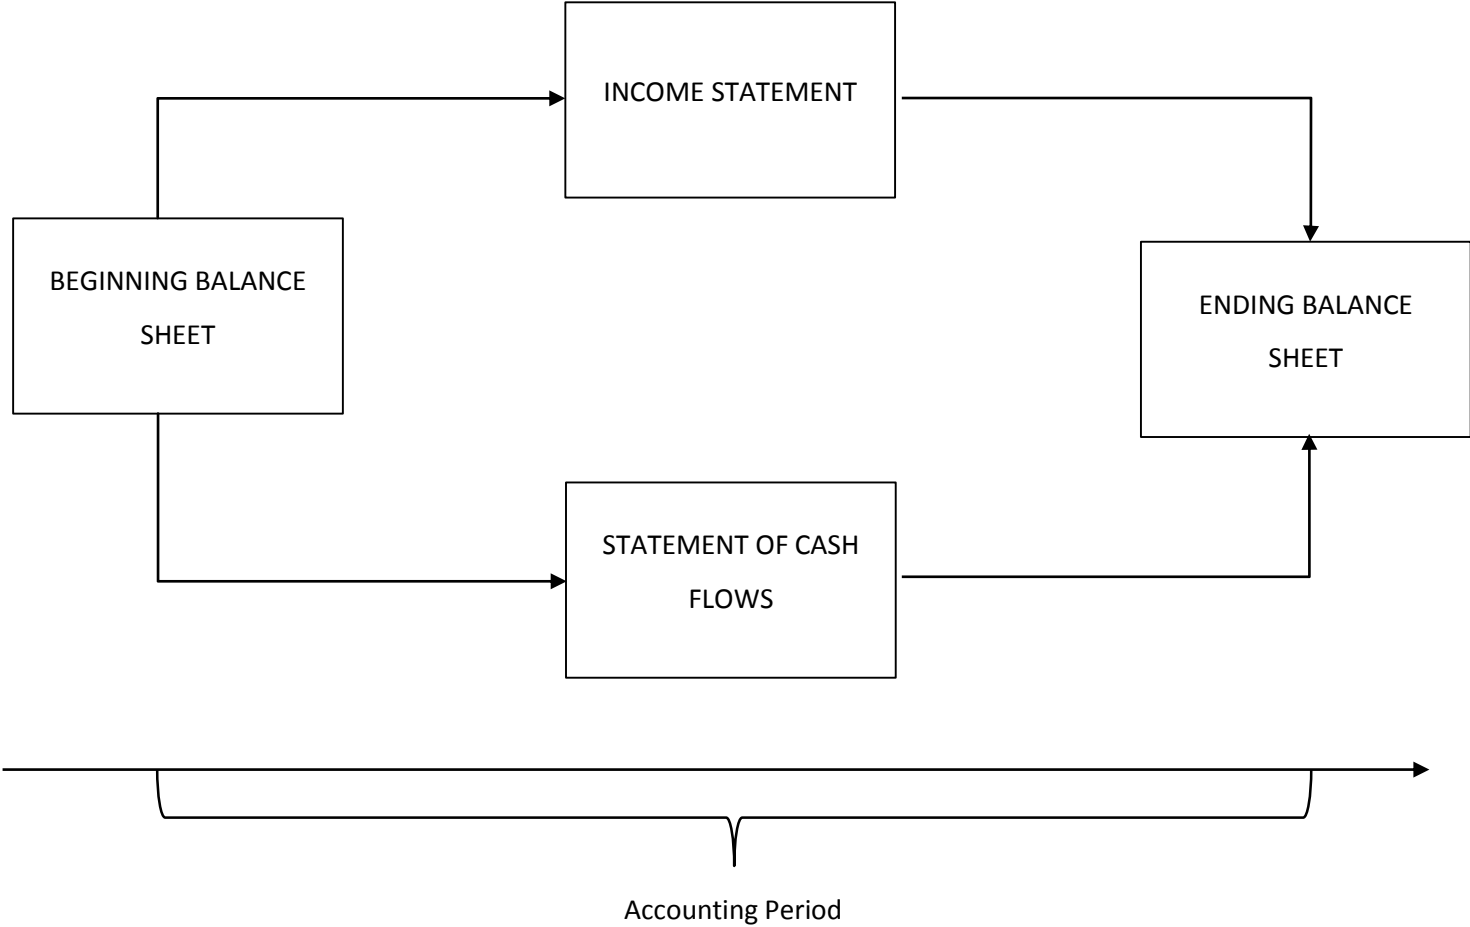 INCOME STATEMENT
BEGINNING BALANCE
SHEET
ENDING BALANCE
SHEET
STATEMENT OF CASH
FLOWS
Accounting Period